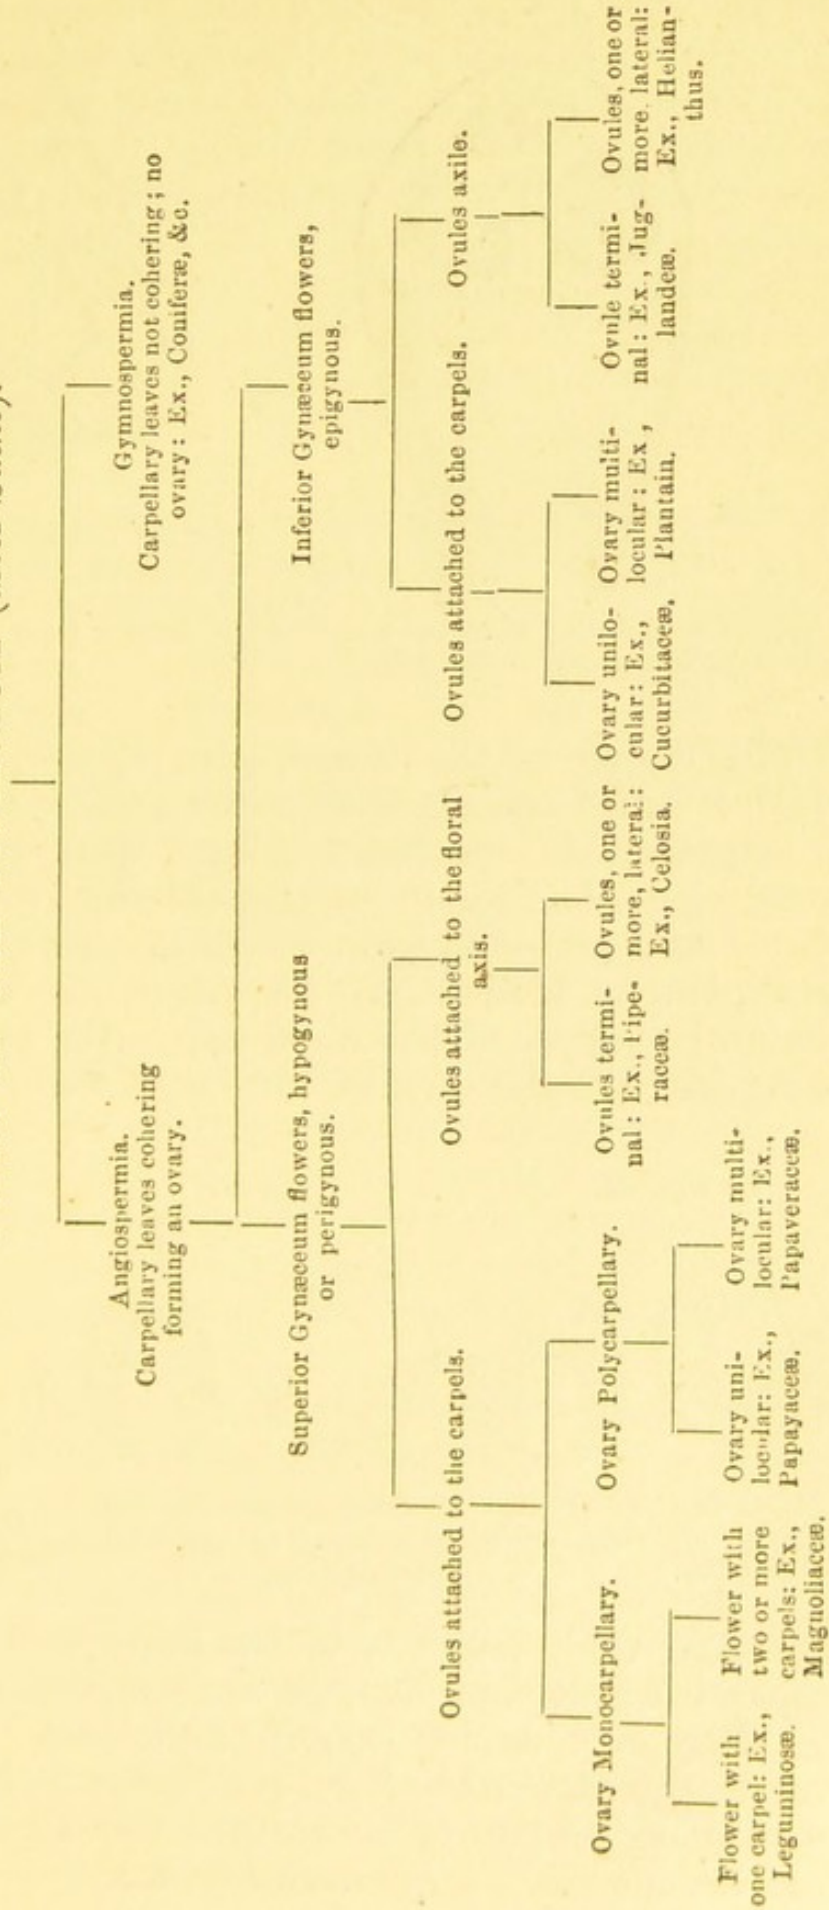 Gymnospermia.
Carpellary leaves not cohering; no
ovary: Ex., Coniferæ, &c.
Angiospermia.
Carpellary leaves cohering
forming an ovary.
Superior Gynæceum flowers, hypogynous
or perigynous.
Inferior Gynæceum flowers,
epigynous.
Ovules attached to the carpels.
Ovules attached to the floral
axis.
Ovules attached to the carpels.
Ovules axile.
Ovary Monocarpellary.
Ovary Polycarpellary.
Ovules termi-
nal: Ex., Pipe-
raceæ.
Ovules, one or
more, lateral:
Ex., Celosia.
Ovary unilo-
cular: Ex.,
Cucurbitaceæ.
Ovary multi-
locular: Ex,
Plantain.
Ovule termi-
nal: Ex, Jug-
landeæ.
Ovules, one or
more lateral:
Ex., Helian-
thus.
Flower with
one carpel: Ex.,
Leguminosæ.
Flower with
two or more
carpels: Ex.,
Magnoliaceæ.
Ovary uni-
locular: Ex.,
Papayaceæ.
Ovary multi-
locular: Ex.,
Papaveraceæ.